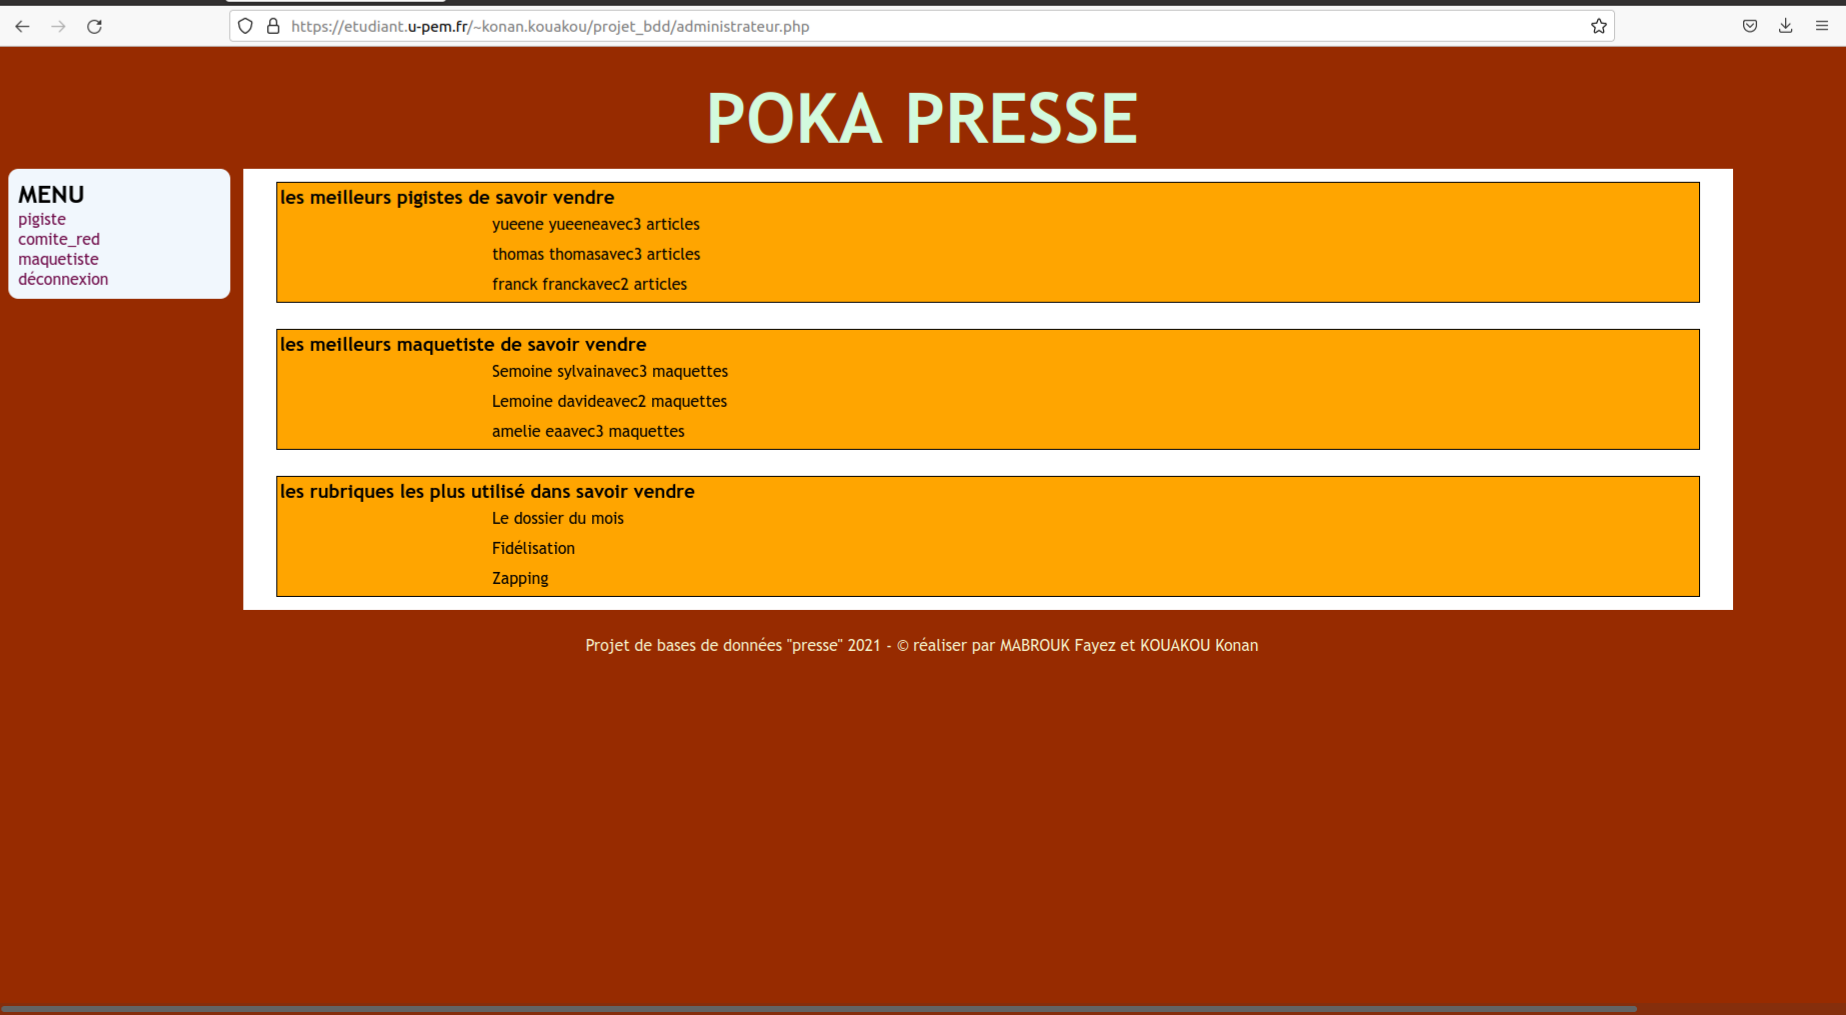 https://etudiant.u-pem.fr/~konan.kouakou/projet_bdd/administrateur.php
POKA PRESSE
MENU
pigiste
comite_red
maquetiste
déconnexion
les meilleurs pigistes de savoir vendre
yueene yueeneavec3 articles
thomas thomasavec3 articles
franck franckavec2 articles
les meilleurs maquetiste de savoir vendre
Semoine sylvainavec3 maquettes
Lemoine davideavec2 maquettes
amelie eaavec3 maquettes
les rubriques les plus utilisé dans savoir vendre
Le dossier du mois
Fidélisation
Zapping
Projet de bases de données "presse" 2021 - © réaliser par MABROUK Fayez et KOUAKOU Konan